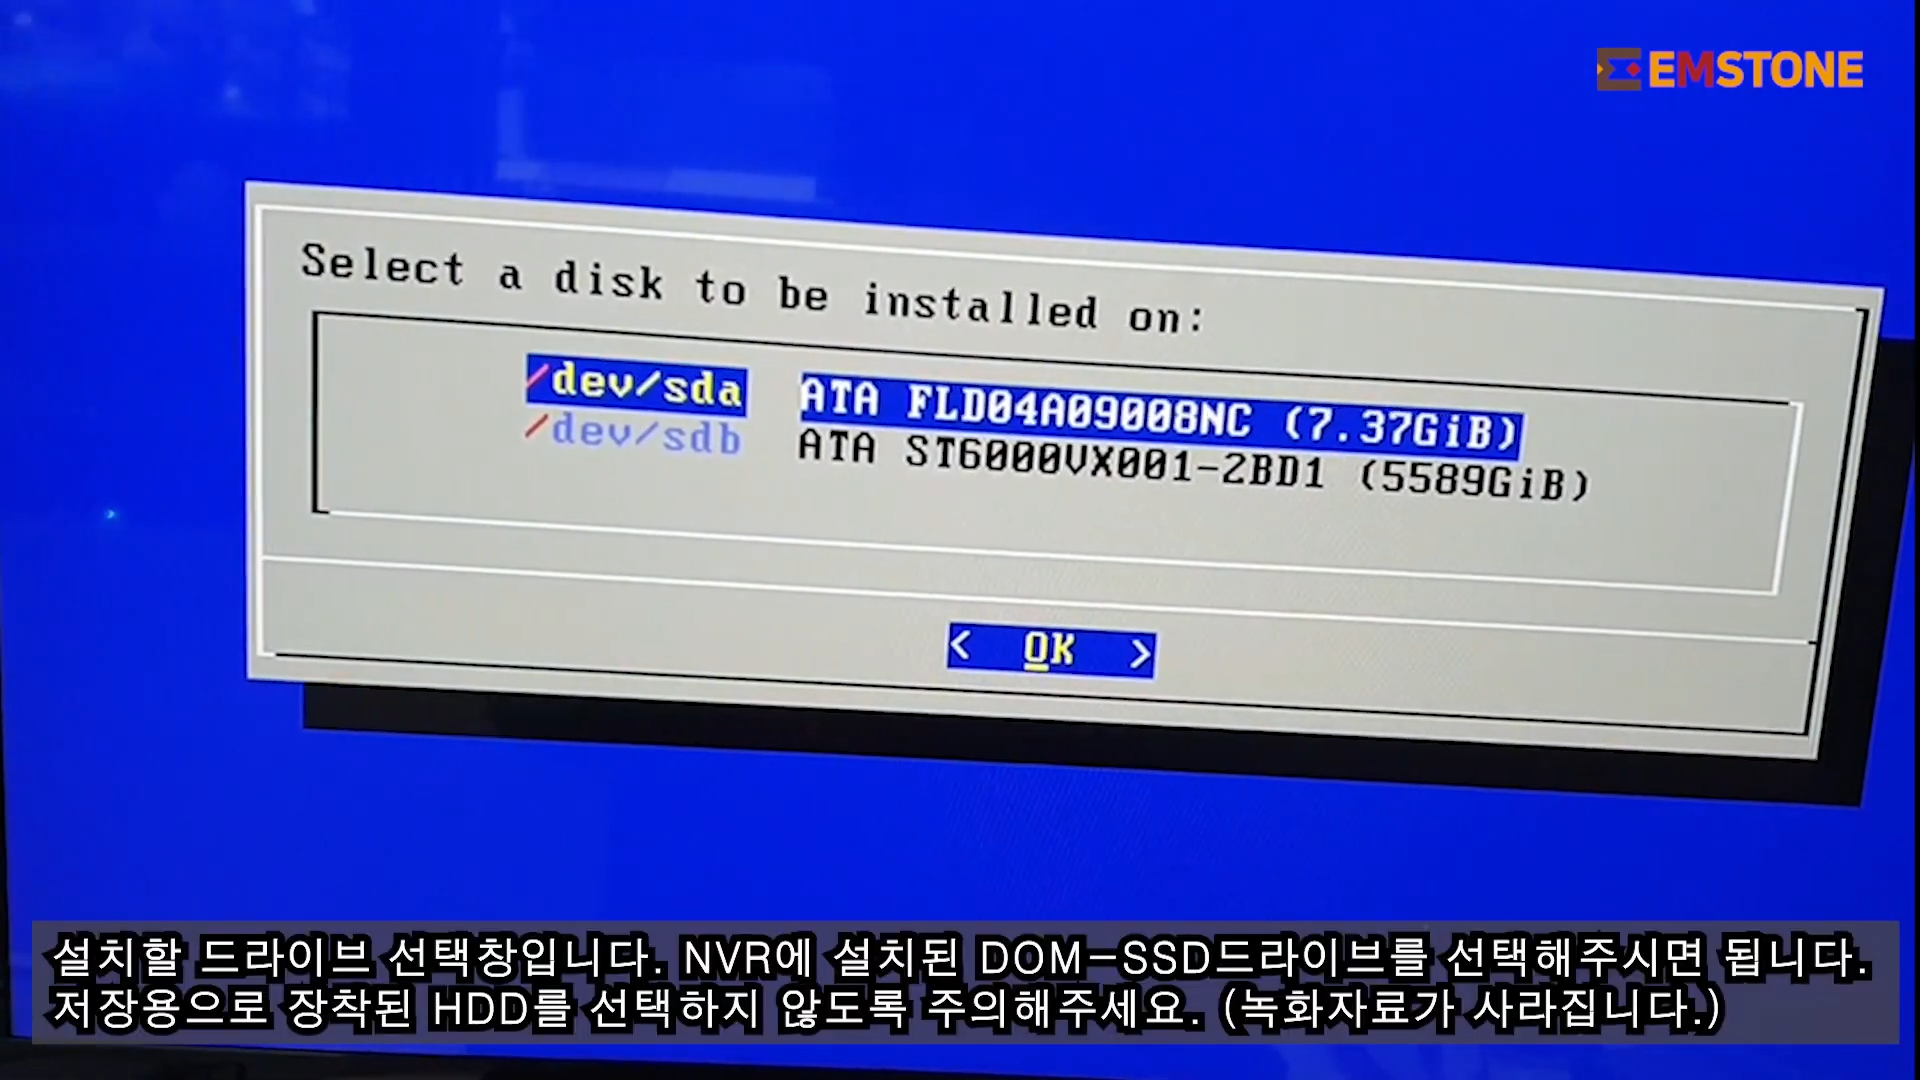 EMSTONE
Select a disk to be installed on:
/dev/sda ATA FLD04A09008NC (7.37GiB)
/dev/sdb ATA ST6000VX001-2BD1 (5589GiB)
< OK >
설치할 드라이브 선택창입니다. NVR에 설치된 DOM-SSD드라이브를 선택해주시면 됩니다.
저장용으로 장착된 HDD를 선택하지 않도록 주의해주세요. (녹화자료가 사라집니다.)